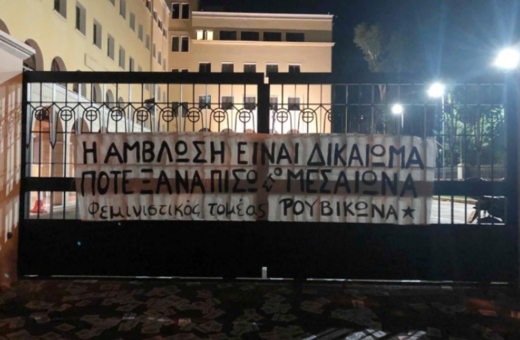 Η ΑΜΒΛΩΣΗ ΕΙΝΑΙ ΔΙΚΑΙΩΜΑ
ΠΟΤΕ ΞΑΝΑ ΠΙΣΩ ΣΤΟ ΜΕΣΑΙΩΝΑ
Φεμινιστικός τομέας ΡΟΥΒΙΚΩΝΑ★